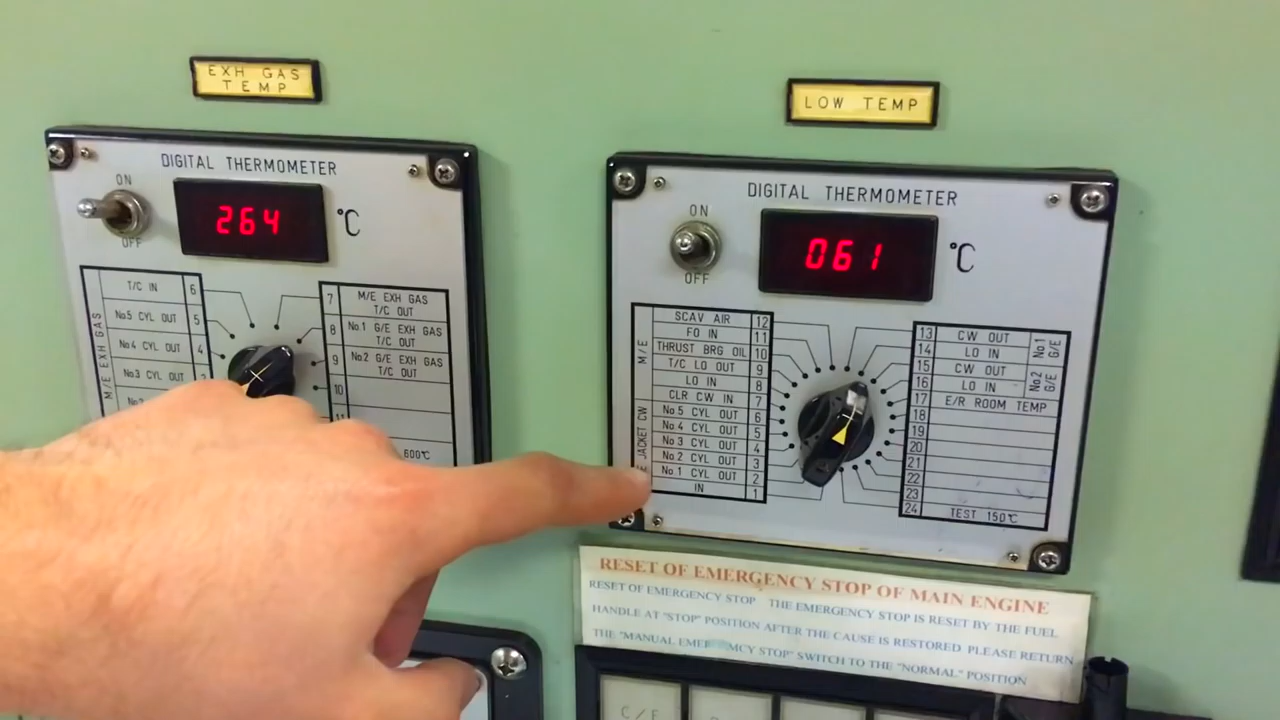 EXH GAS
TEMP
DIGITAL THERMOMETER
ON
OFF
264
°C
M/E EXH GAS
T/C IN 6
No.5 CYL OUT 5
No.4 CYL OUT 4
No.3 CYL OUT
7 M/E EXH GAS
T/C OUT
8 No.1 G/E EXH GAS
T/C OUT
9 No.2 G/E EXH GAS
T/C OUT
10
11
600℃
LOW TEMP
DIGITAL THERMOMETER
ON
OFF
061
°C
M/E
SCAV AIR 12
FO IN 11
THRUST BRG OIL 10
T/C LO OUT 9
LO IN 8
JACKET CW
CLR CW IN 7
No 5 CYL OUT 6
No 4 CYL OUT 5
No 3 CYL OUT 4
No 2 CYL OUT 3
No 1 CYL OUT 2
IN 1
13 CW OUT
14 LO IN
No.1 G/E
15 CW OUT
16 LO IN
No.2 G/E
17 E/R ROOM TEMP
18
19
20
21
22
23
24 TEST 150℃
RESET OF EMERGENCY STOP OF MAIN ENGINE
RESET OF EMERGENCY STOP THE EMERGENCY STOP IS RESET BY THE FUEL
HANDLE AT "STOP" POSITION AFTER THE CAUSE IS RESTORED PLEASE RETURN
THE "MANUAL STOP" SWITCH TO THE "NORMAL" POSITION